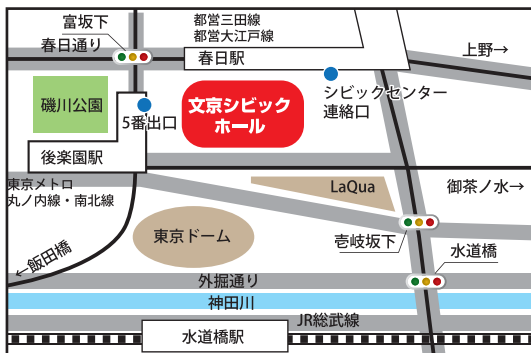 富坂下
都営三田線
都営大江戸線
春日通り
春日駅
上野→
シビックセンター
連絡口
磯川公園
5番出口
文京シビック
ホール
後楽園駅
東京メトロ
丸ノ内線・南北線
LaQua
御茶ノ水→
東京ドーム
壱岐坂下
水道橋
←飯田橋
外掘通り
神田川
JR総武線
水道橋駅